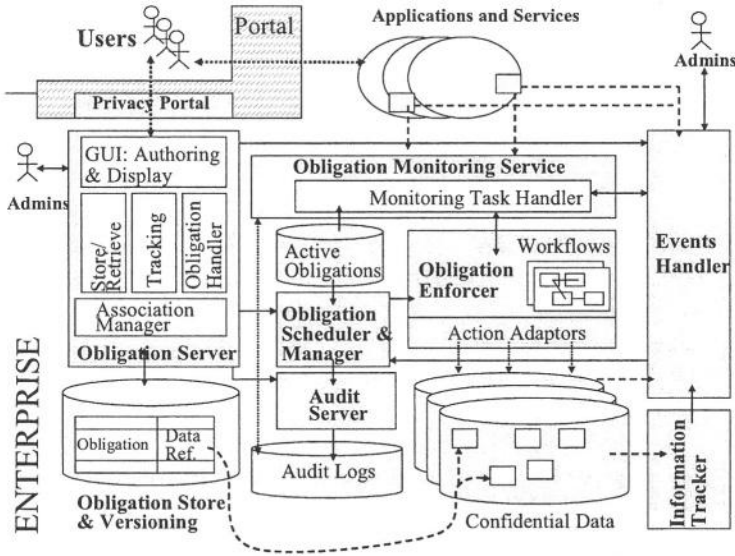 Portal
Applications and Services
Users
Admins
Privacy Portal
GUI: Authoring
& Display
Obligation Monitoring Service
Monitoring Task Handler
Admins
Store/
Retrieve
Tracking
Obligation
Handler
Active
Obligations
Workflows
Obligation
Enforcer
Events
Handler
Association
Manager
Obligation
Scheduler &
Manager
Action Adaptors
Obligation Server
Audit
Server
ENTERPRISE
Obligation
Data
Ref.
Audit Logs
Information
Tracker
Obligation Store
& Versioning
Confidential Data